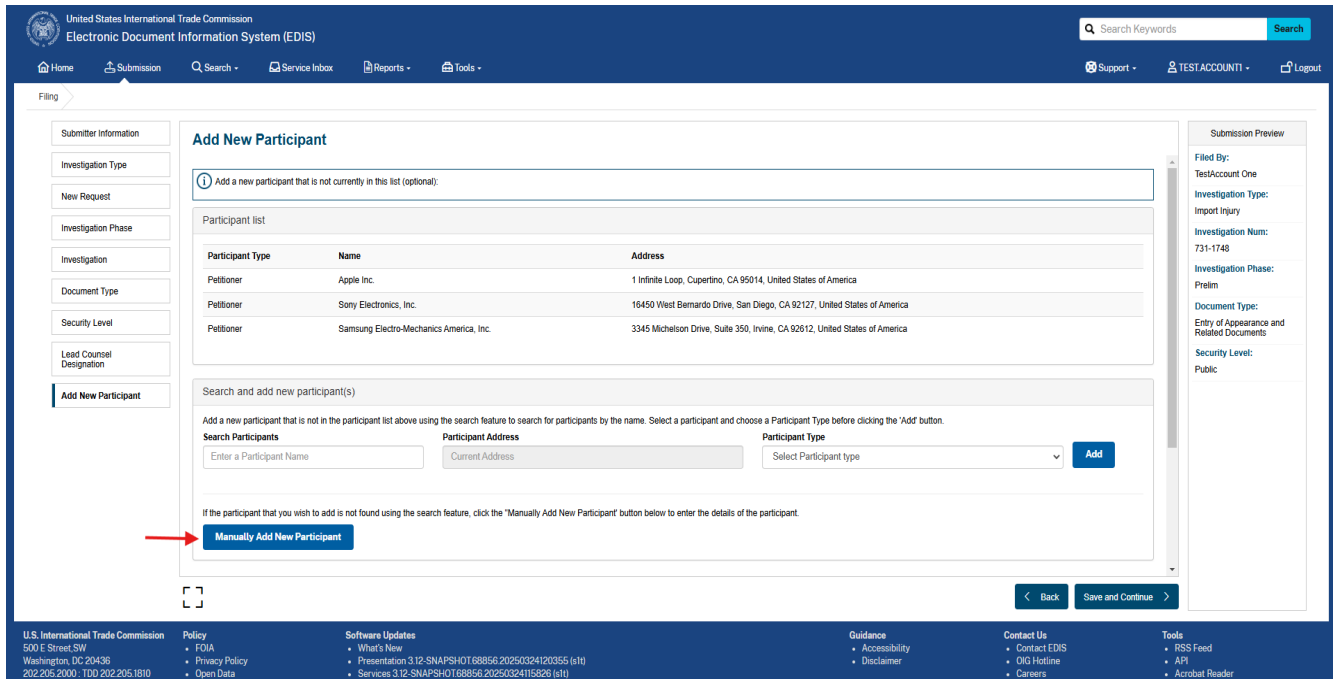 United States International Trade Commission
Electronic Document Information System (EDIS)
Search Keywords
Search
Home
Submission
Search
Service Inbox
Reports
Tools
Support
TEST.ACCOUNT1
Logout
Filing
Submitter Information
Investigation Type
New Request
Investigation Phase
Investigation
Document Type
Security Level
Lead Counsel
Designation
Add New Participant
Add New Participant
Add a new participant that is not currently in this list (optional):
Participant list
Participant Type Name Address
Petitioner Apple Inc. 1 Infinite Loop, Cupertino, CA 95014, United States of America
Petitioner Sony Electronics, Inc. 16450 West Bernardo Drive, San Diego, CA 92127, United States of America
Petitioner Samsung Electro-Mechanics America, Inc. 3345 Michelson Drive, Suite 350, Irvine, CA 92612, United States of America
Search and add new participant(s)
Add a new participant that is not in the participant list above using the search feature to search for participants by the name. Select a participant and choose a Participant Type before clicking the 'Add' button.
Search Participants Participant Address Participant Type
Enter a Participant Name Current Address Select Participant type Add
If the participant that you wish to add is not found using the search feature, click the "Manually Add New Participant' button below to enter the details of the participant.
Manually Add New Participant
Back
Save and Continue
Submission Preview
Filed By:
TestAccount One
Investigation Type:
Import Injury
Investigation Num:
731-1748
Investigation Phase:
Prelim
Document Type:
Entry of Appearance and
Related Documents
Security Level:
Public
U.S. International Trade Commission
500 E Street,SW
Washington, DC 20436
202.205.2000 : TDD 202.205.1810
Policy
• FOIA
• Privacy Policy
• Open Data
Software Updates
• What's New
• Presentation 3.12-SNAPSHOT.68856.20250324120355 (s1t)
• Services 3.12-SNAPSHOT.68856.20250324115826 (s1t)
Guidance
• Accessibility
• Disclaimer
Contact Us
• Contact EDIS
• OIG Hotline
• Careers
Tools
• RSS Feed
• API
• Acrobat Reader